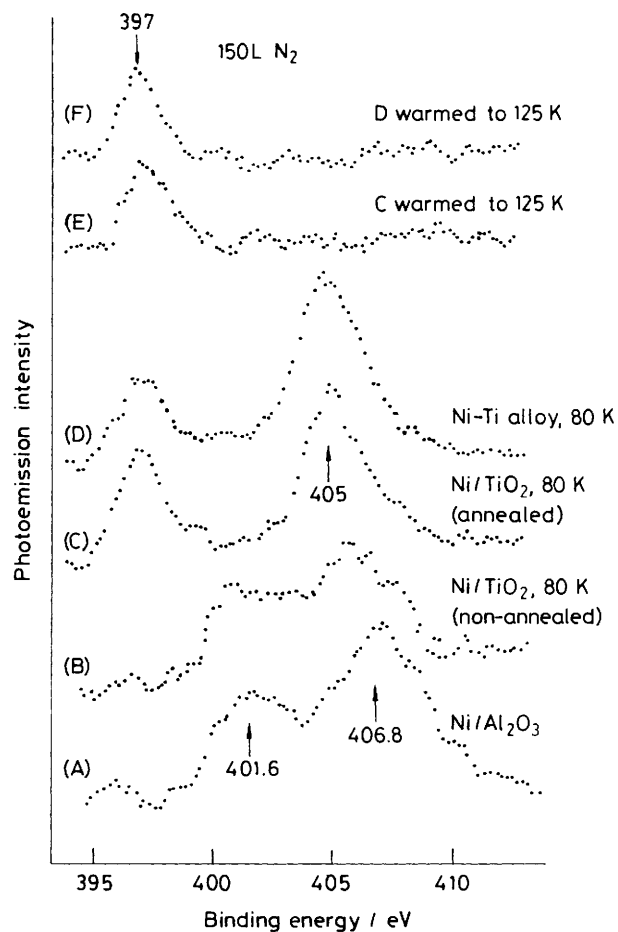 397
150L N₂
(F)
D warmed to 125 K
(E)
C warmed to 125 K
Photoemission intensity
(D)
Ni-Ti alloy, 80 K
405
Ni/TiO₂, 80 K
(annealed)
(C)
Ni/TiO₂, 80 K
(non-annealed)
(B)
406.8
Ni/Al₂O₃
(A)
401.6
395
400
405
410
Binding energy / eV